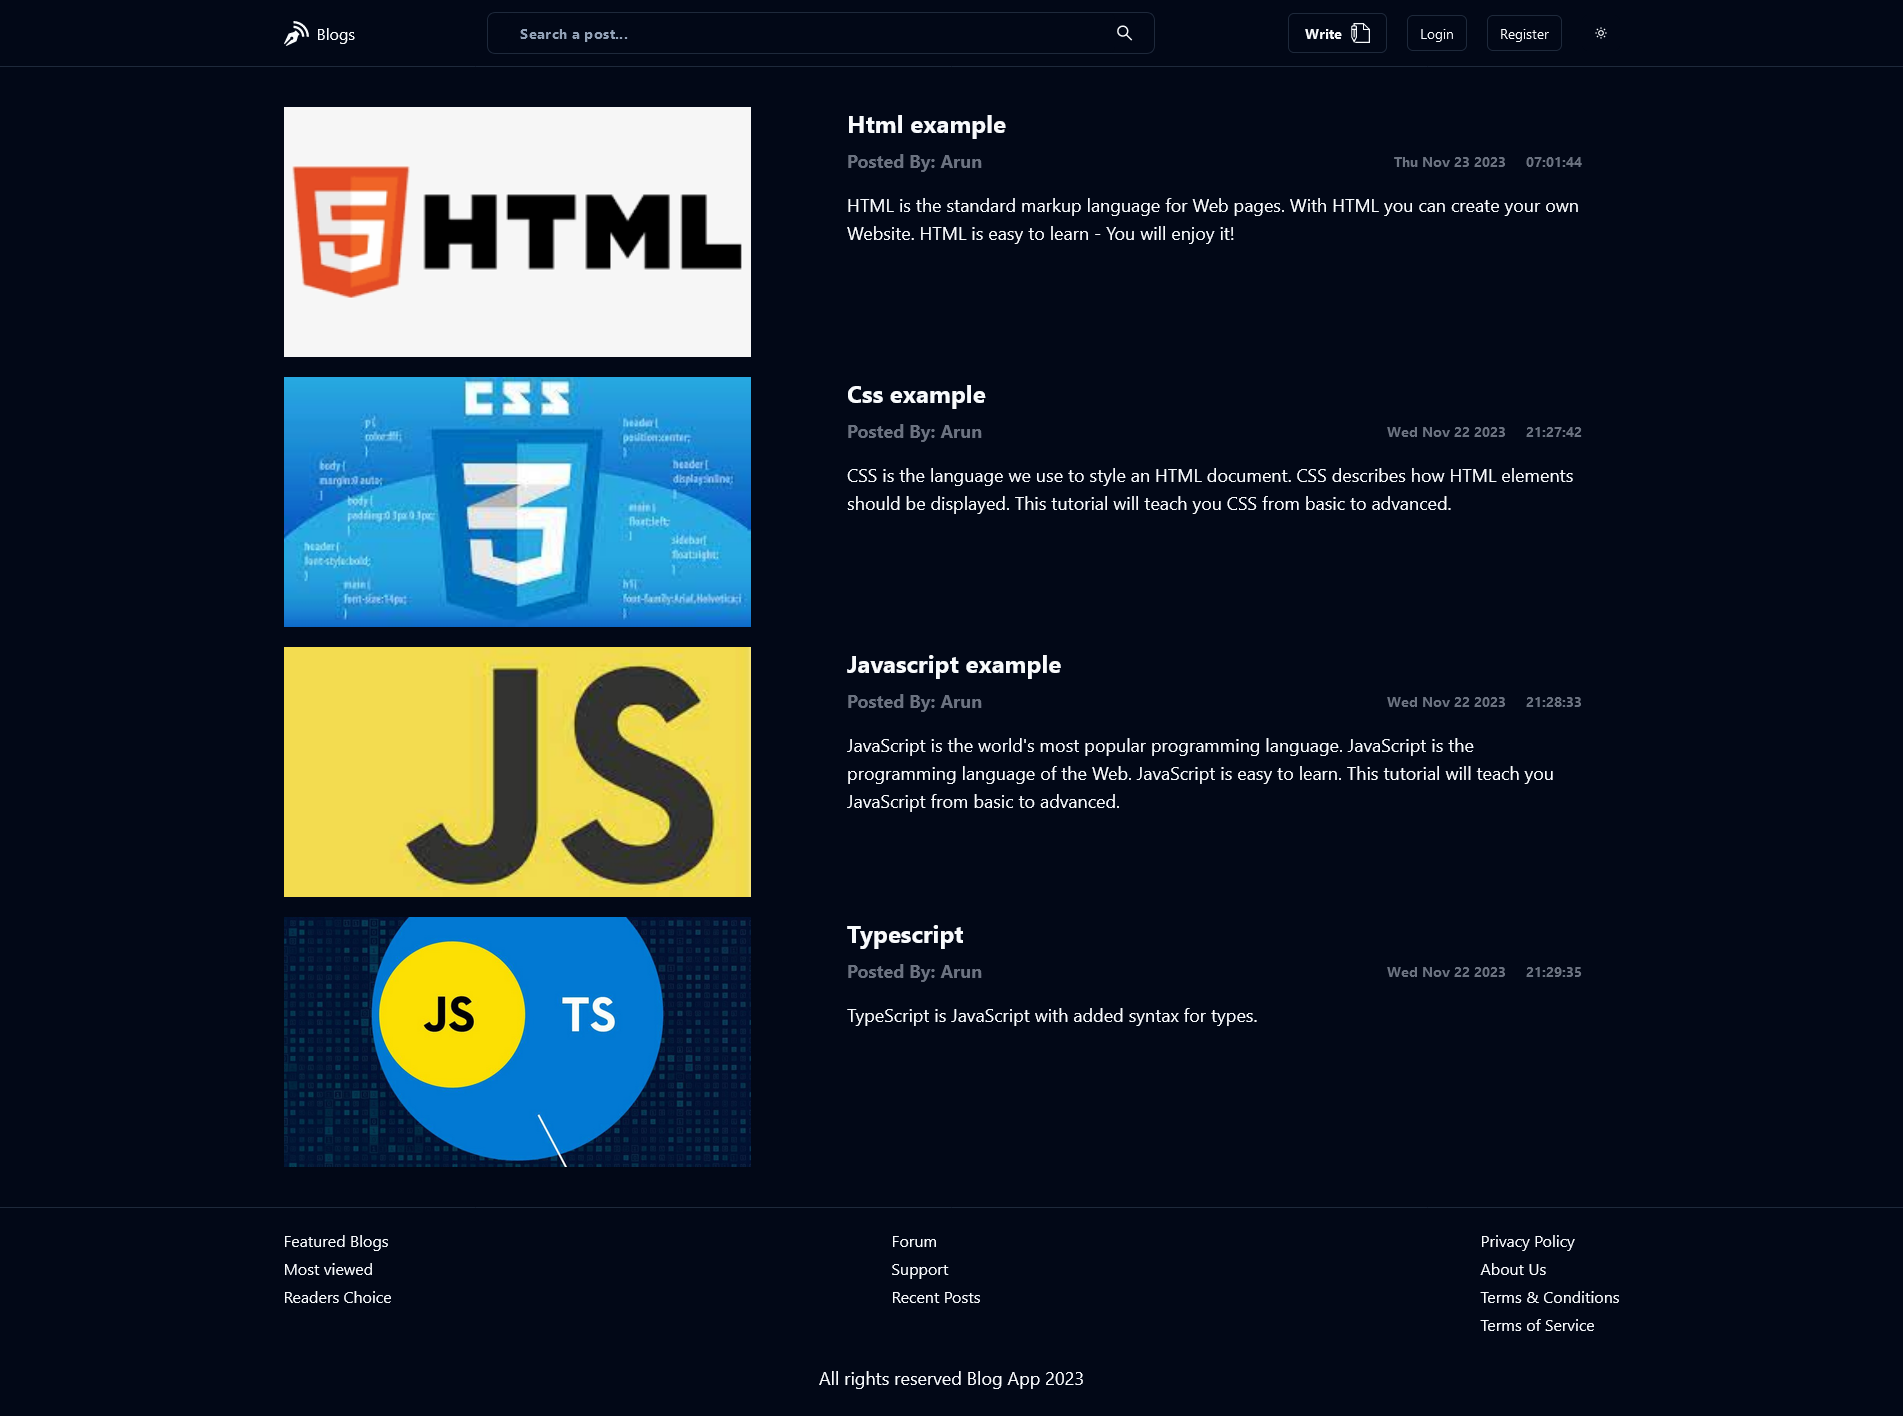 Blogs
Search a post...
Write
Login
Register
HTML
Html example
Posted By: Arun
Thu Nov 23 2023 07:01:44
HTML is the standard markup language for Web pages. With HTML you can create your own
Website. HTML is easy to learn - You will enjoy it!
CSS
p {
color:fff;
}
body {
margin:0 auto;
}
body {
padding:0 3px 0 3px;
}
header {
font-style:bold;
}
main {
font-size:14px;
}
header {
position:center;
}
header {
display:inline;
}
main {
float:left;
}
sidebar{
float:right;
}
h1{
font-family:Arial,Helvetica;
}
Css example
Posted By: Arun
Wed Nov 22 2023 21:27:42
CSS is the language we use to style an HTML document. CSS describes how HTML elements
should be displayed. This tutorial will teach you CSS from basic to advanced.
JS
Javascript example
Posted By: Arun
Wed Nov 22 2023 21:28:33
JavaScript is the world's most popular programming language. JavaScript is the
programming language of the Web. JavaScript is easy to learn. This tutorial will teach you
JavaScript from basic to advanced.
JS TS
Typescript
Posted By: Arun
Wed Nov 22 2023 21:29:35
TypeScript is JavaScript with added syntax for types.
Featured Blogs
Most viewed
Readers Choice
Forum
Support
Recent Posts
Privacy Policy
About Us
Terms & Conditions
Terms of Service
All rights reserved Blog App 2023